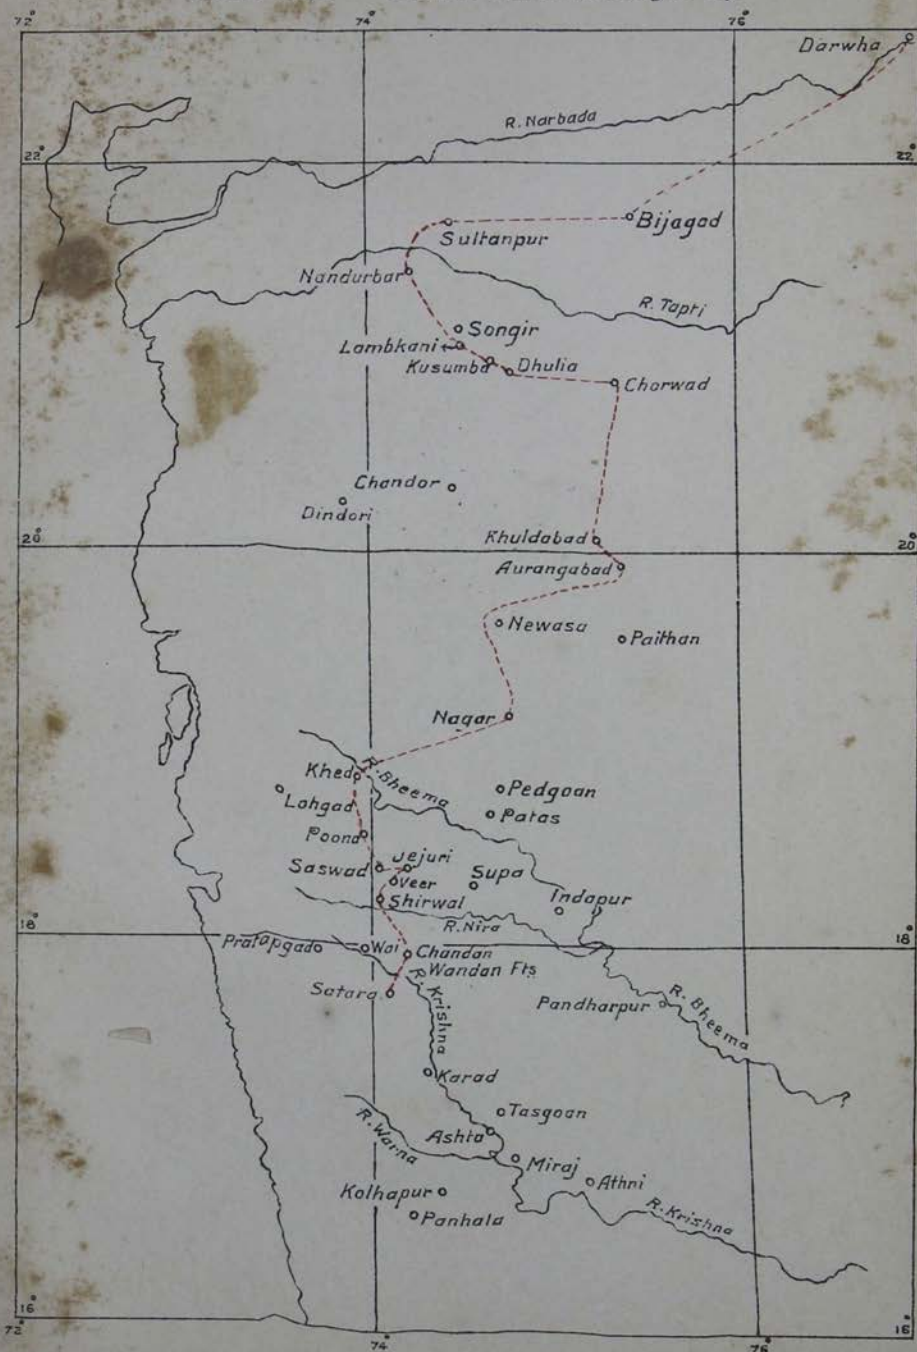 72°
74°
76
Darwha
R. Narbada
22
22
Sultanpur
Bijagad
Nandurbar
R. Tapti
Songir
Lambkani
Kusumba
Dhulia
Chorwad
Chandor
Dindori
Khuldabad
20°
20°
Aurangabad
Newasa
Paithan
Nagar
Khed
R. Bheema
Lohgad
Pedgoan
Patas
Poona
Saswad
Jejuri
Veer
Supa
Shirwal
Indapur
R. Nira
18°
18°
Pratapgad
Wai
Chandan
Wandan Fts
Satara
R. Krishna
Pandharpur
R. Bheema
Karad
Tasgoan
R. Warna
Ashta
Miraj
Athni
Kolhapur
Panhala
R. Krishna
16°
16
72°
74°
76°